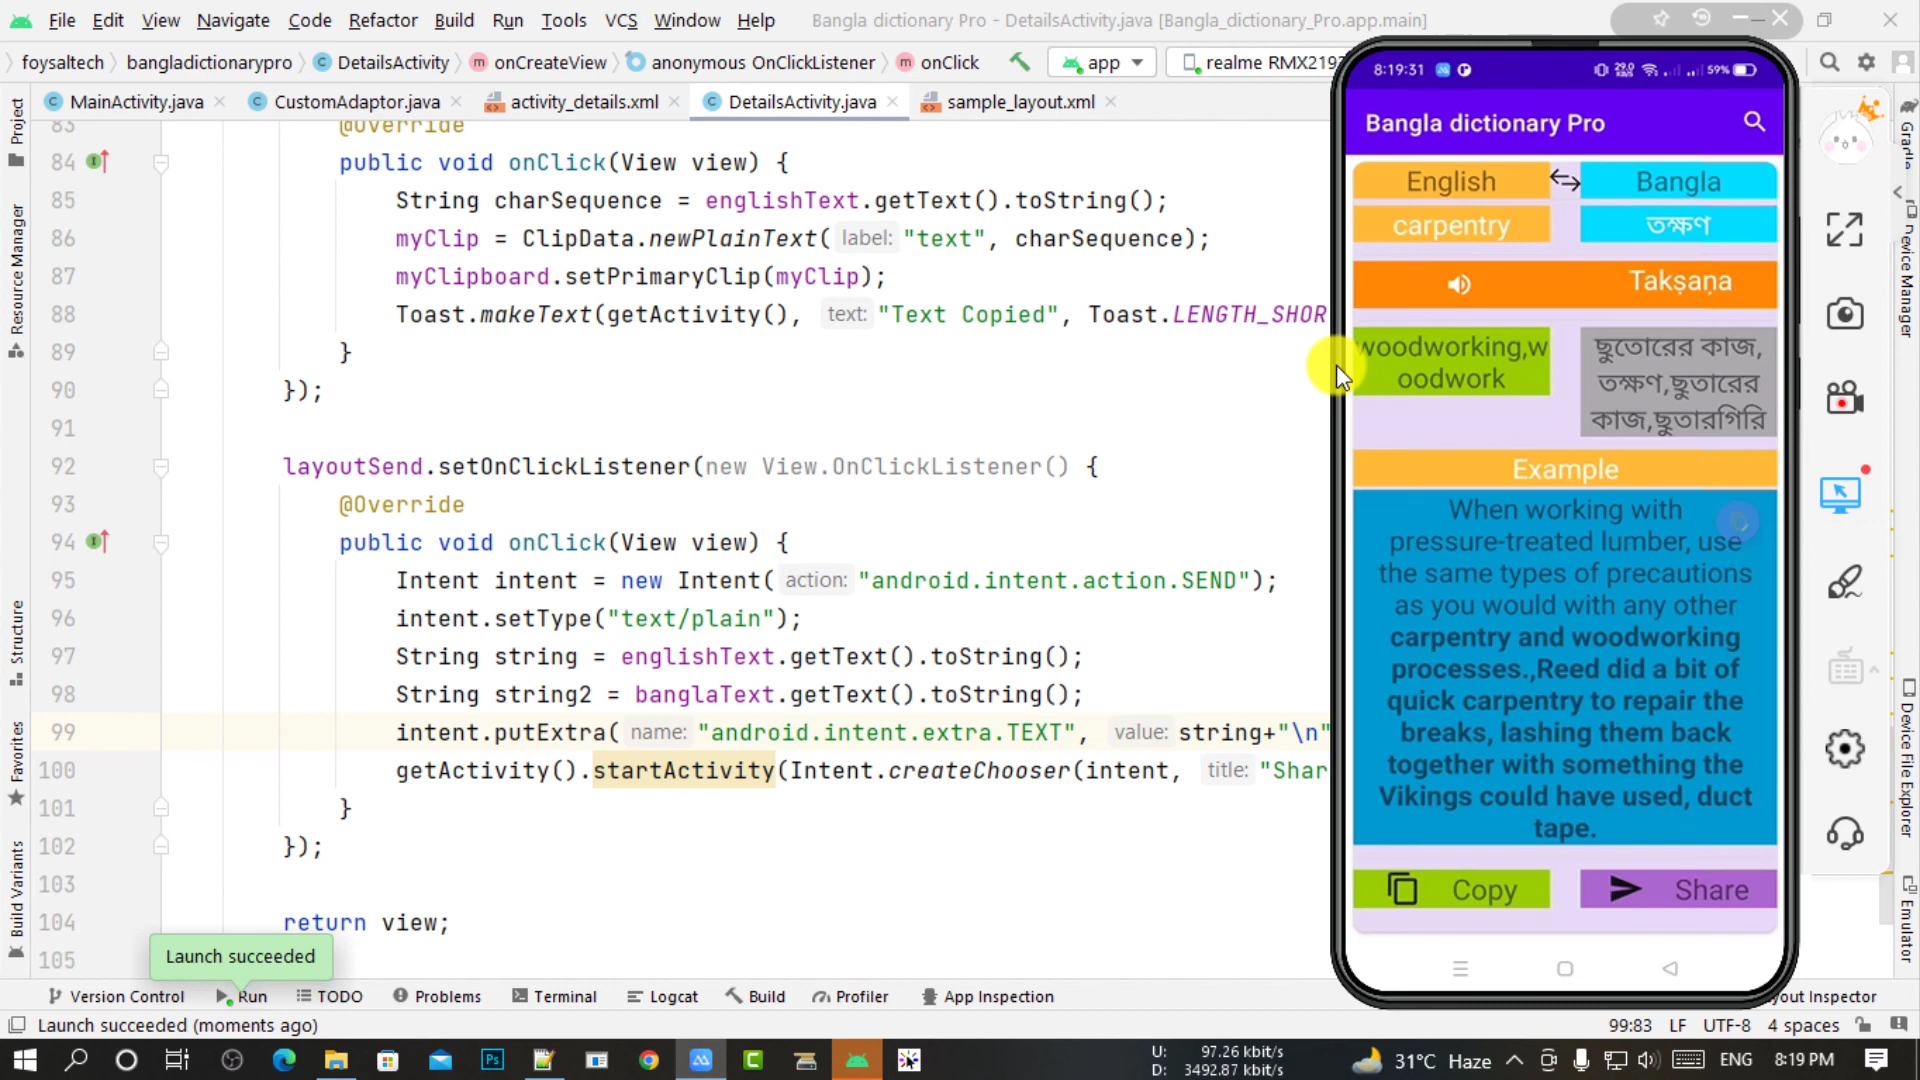 File Edit View Navigate Code Refactor Build Run Tools VCS Window Help Bangla dictionary Pro - DetailsActivity.java [Bangla_dictionary_Pro.app.main]
foysaltech bangladictionarypro DetailsActivity onCreateView anonymous OnClickListener onClick app realme RMX2193
MainActivity.java CustomAdaptor.java activity_details.xml DetailsActivity.java sample_layout.xml
83 @Override
84 public void onClick(View view) {
85 String charSequence = englishText.getText().toString();
86 myClip = ClipData.newPlainText( label: "text", charSequence);
87 myClipboard.setPrimaryClip(myClip);
88 Toast.makeText(getActivity(), text: "Text Copied", Toast.LENGTH_SHOR
89 }
90 });
91
92 layoutSend.setOnClickListener(new View.OnClickListener() {
93 @Override
94 public void onClick(View view) {
95 Intent intent = new Intent( action: "android.intent.action.SEND");
96 intent.setType("text/plain");
97 String string = englishText.getText().toString();
98 String string2 = banglaText.getText().toString();
99 intent.putExtra( name: "android.intent.extra.TEXT", value: string+"\n"
100 getActivity().startActivity(Intent.createChooser(intent, title: "Shar
101 }
102 });
103
104 return view;
105
Launch succeeded
Project
Resource Manager
Structure
Favorites
Build Variants
8:19:31 29.0 59%
Bangla dictionary Pro
English Bangla
carpentry তক্ষণ
Takṣaṇa
woodworking,w
oodwork
ছুতোরের কাজ,
তক্ষণ,ছুতারের
কাজ,ছুতারগিরি
Example
When working with
pressure-treated lumber, use
the same types of precautions
as you would with any other
carpentry and woodworking
processes.,Reed did a bit of
quick carpentry to repair the
breaks, lashing them back
together with something the
Vikings could have used, duct
tape.
Copy Share
Gradle
Device Manager
Device File Explorer
Emulator
Version Control Run TODO Problems Terminal Logcat Build Profiler App Inspection yout Inspector
Launch succeeded (moments ago) 99:83 LF UTF-8 4 spaces
U: 97.26 kbit/s
D: 3492.87 kbit/s
31°C Haze ENG 8:19 PM